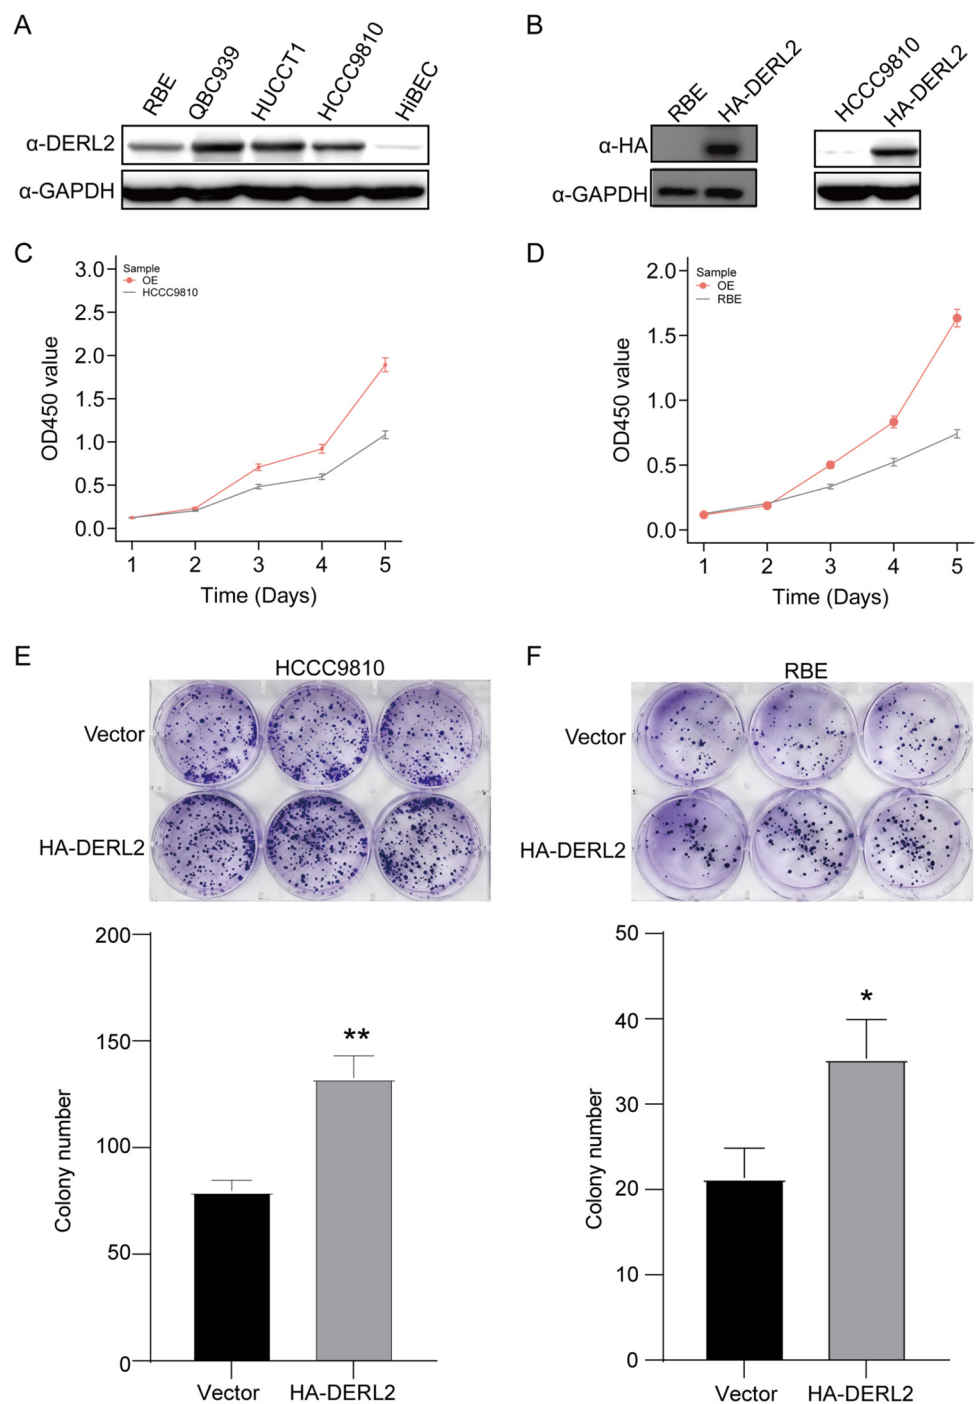 A
RBE
QBC939
HUCCT1
HCCC9810
HiBEC
α-DERL2
α-GAPDH
B
RBE
HA-DERL2
HCCC9810
HA-DERL2
α-HA
α-GAPDH
C
3.0
2.5
2.0
1.5
1.0
0.5
0.0
OD450 value
Sample
OE
HCCC9810
1 2 3 4 5
Time (Days)
D
2.0
1.5
1.0
0.5
0.0
OD450 value
Sample
OE
RBE
1 2 3 4 5
Time (Days)
E
HCCC9810
Vector
HA-DERL2
200
150
100
50
0
Colony number
**
Vector HA-DERL2
F
RBE
Vector
HA-DERL2
50
40
30
20
10
0
Colony number
*
Vector HA-DERL2